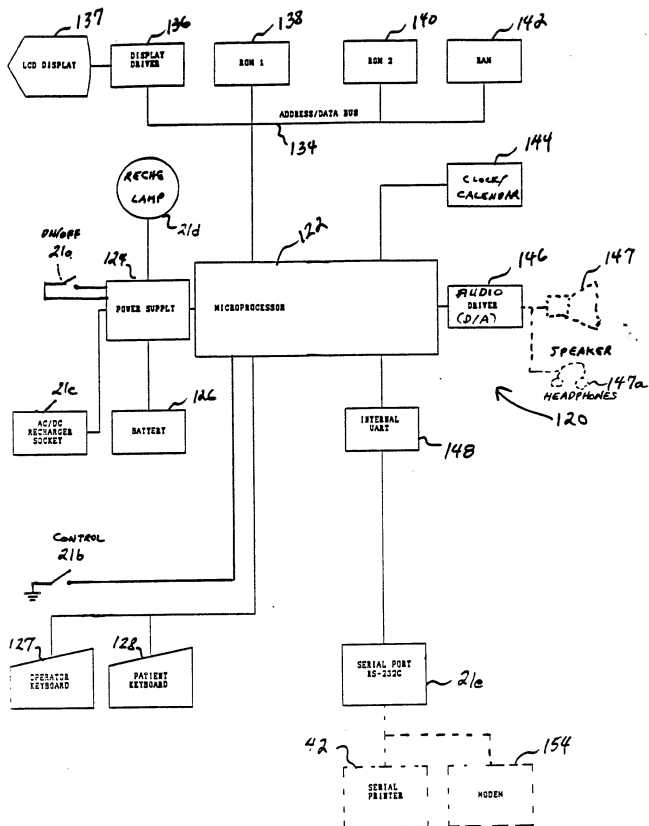 137
136
138
140
142
LCD DISPLAY
DISPLAY
DRIVER
ROM 1
ROM 2
RAM
ADDRESS/DATA BUS
134
144
CLOCK/
CALENDAR
RECHG
LAMP
21d
ON/OFF
21a
124
122
146
147
POWER SUPPLY
MICROPROCESSOR
AUDIO
DRIVER
(D/A)
SPEAKER
147a
HEADPHONES
120
21c
126
AC/DC
RECHARGER
SOCKET
BATTERY
INTERNAL
UART
148
CONTROL
21b
127
128
OPERATOR
KEYBOARD
PATIENT
KEYBOARD
SERIAL PORT
RS-232C
21e
42
154
SERIAL
PRINTER
MODEM